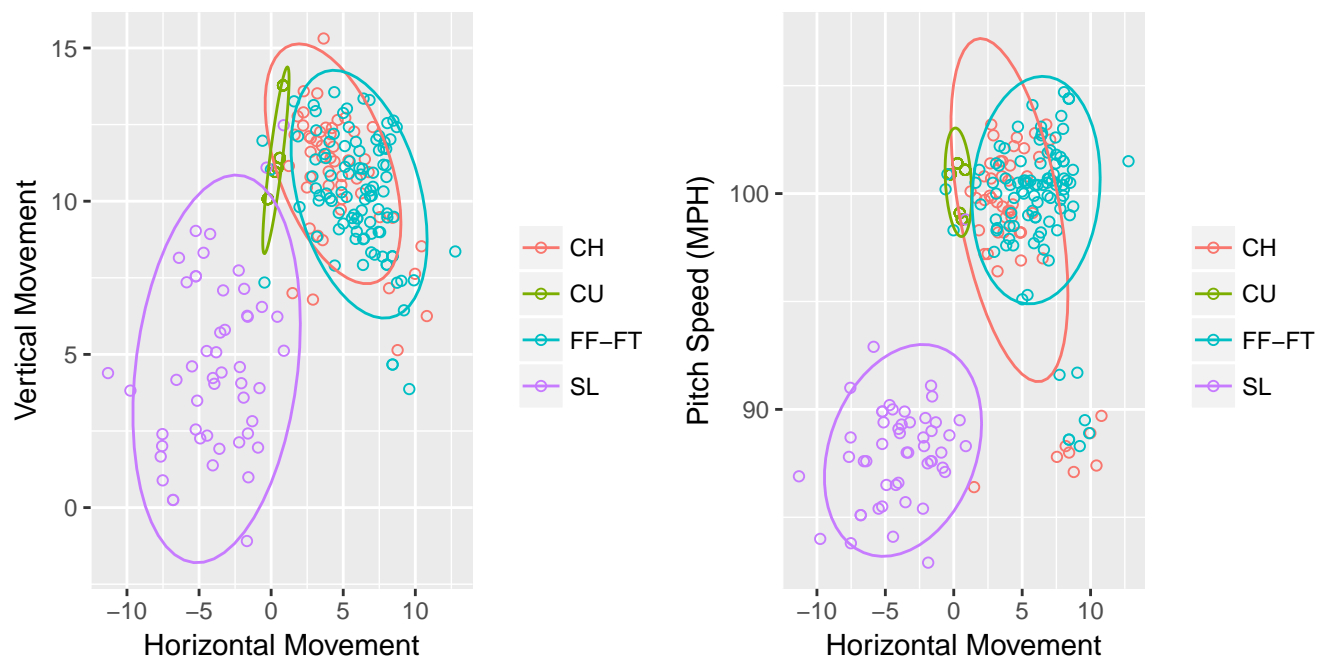 Vertical Movement
15
10
5
0
−10 −5 0 5 10
Horizontal Movement
CH
CU
FF−FT
SL
Pitch Speed (MPH)
100
90
−10 −5 0 5 10
Horizontal Movement
CH
CU
FF−FT
SL